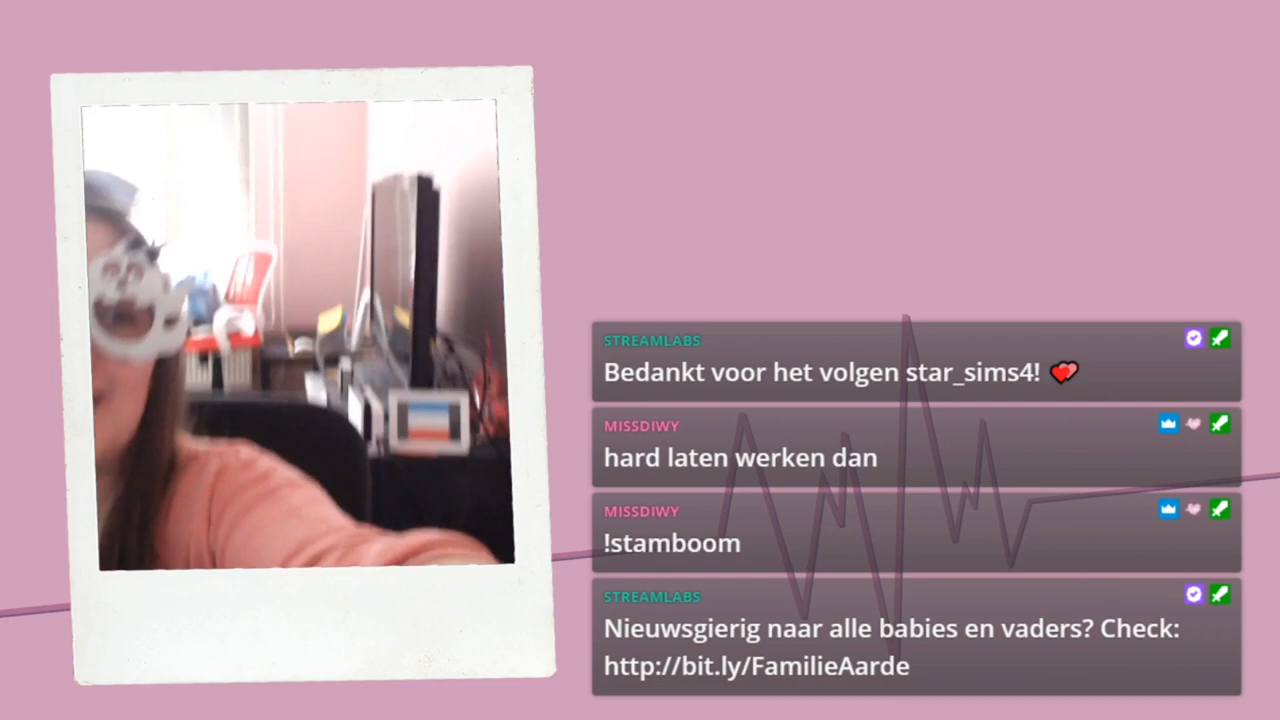 STREAMLABS
Bedankt voor het volgen star_sims4!
MISSDIWY
hard laten werken dan
MISSDIWY
!stamboom
STREAMLABS
Nieuwsgierig naar alle babies en vaders? Check:
http://bit.ly/FamilieAarde